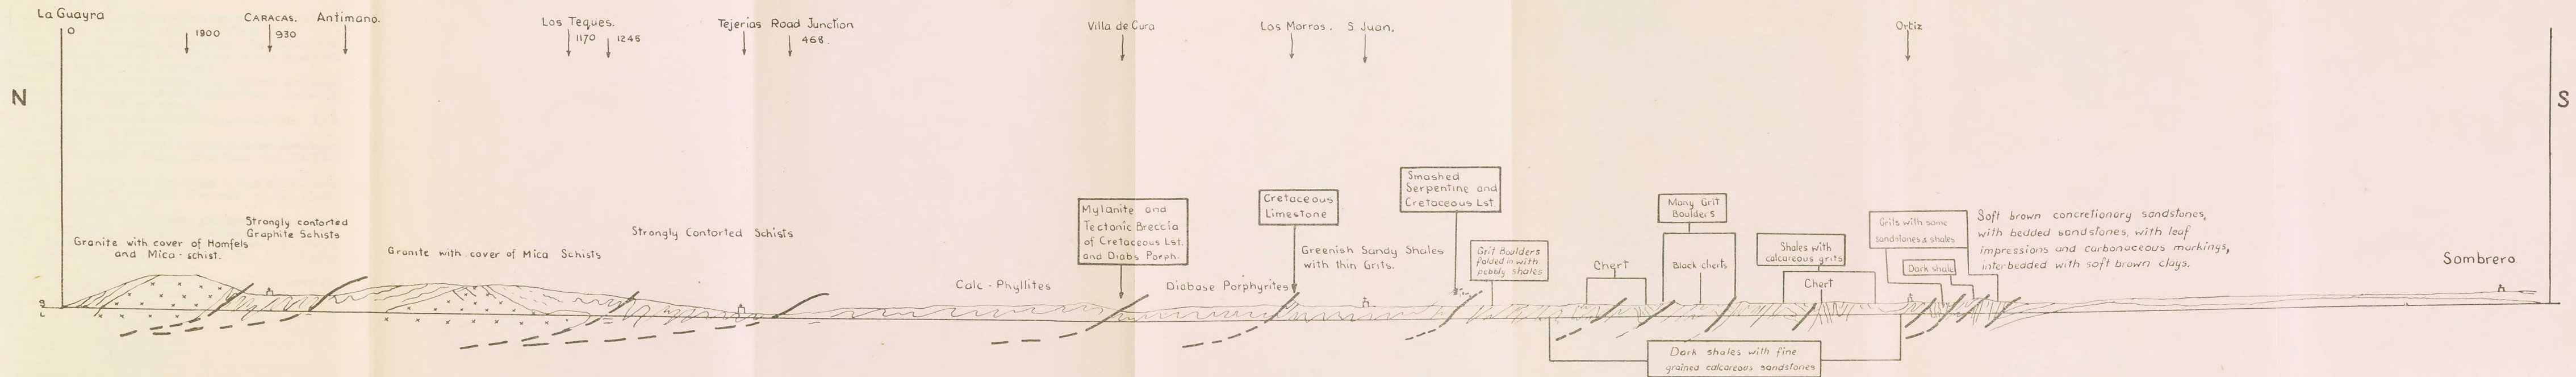 La Guayra
O
1900
CARACAS.
930
Antimano.
Los Teques.
1170
1245
Tejerias
Road Junction
468.
Villa de Cura
Los Morros.
S. Juan.
Ortiz
N
S
Strongly contorted
Graphite Schists
Granite with cover of Homfels
and Mica-schist.
Granite with cover of Mica Schists
Strongly Contorted Schists
Calc-Phyllites
Mylanite and
Tectonic Breccia
of Cretaceous Lst.
and Diabs Porph.
Diabase Porphyrites
Cretaceous
Limestone
Greenish Sandy Shales
with thin Grits.
Smashed
Serpentine and
Cretaceous Lst.
Grit Boulders
folded in with
pebbly shales
Chert
Many Grit
Boulders
Black cherts
Shales with
calcareous grits
Chert
Grits with some
sandstones & shales
Dark shale
Soft brown concretionary sandstones,
with bedded sandstones, with leaf
impressions and carbonaceous markings,
interbedded with soft brown clays.
Sombrero
S
L
Dark shales with fine
grained calcareous sandstones